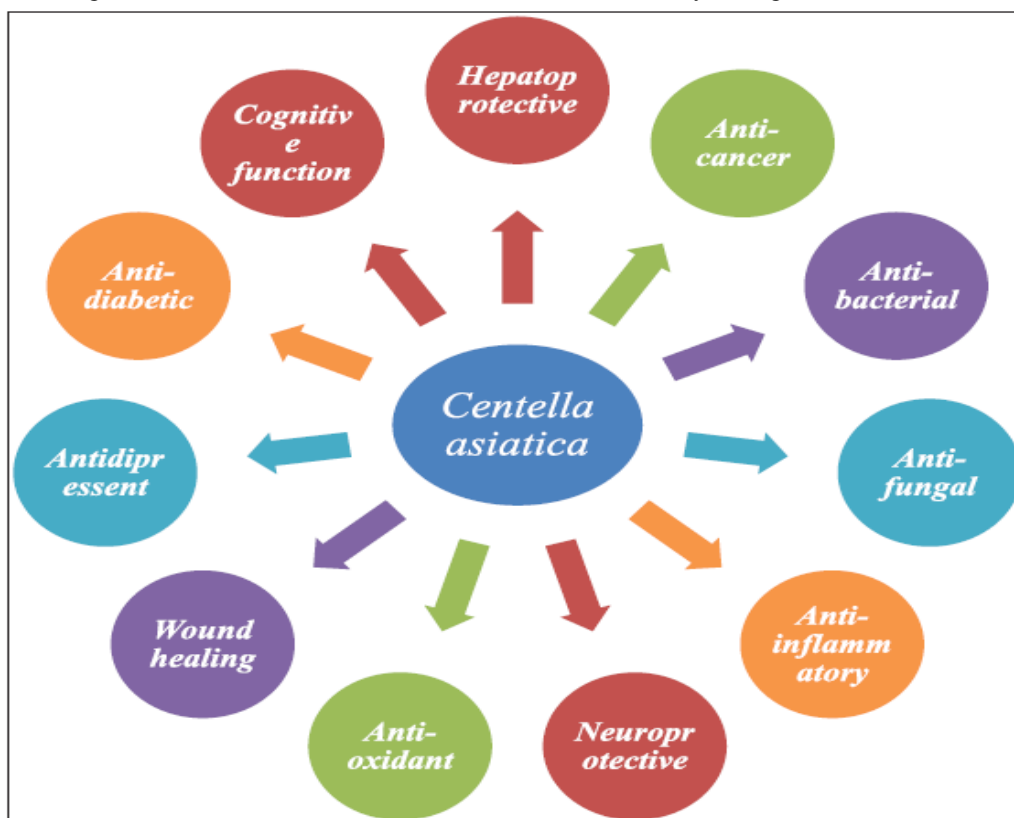 Hepatop
rotective
Anti-
cancer
Anti-
bacterial
Anti-
fungal
Anti-
inflamm
atory
Neuropr
otective
Anti-
oxidant
Wound
healing
Antidipr
essent
Anti-
diabetic
Cognitiv
e
function
Centella
asiatica